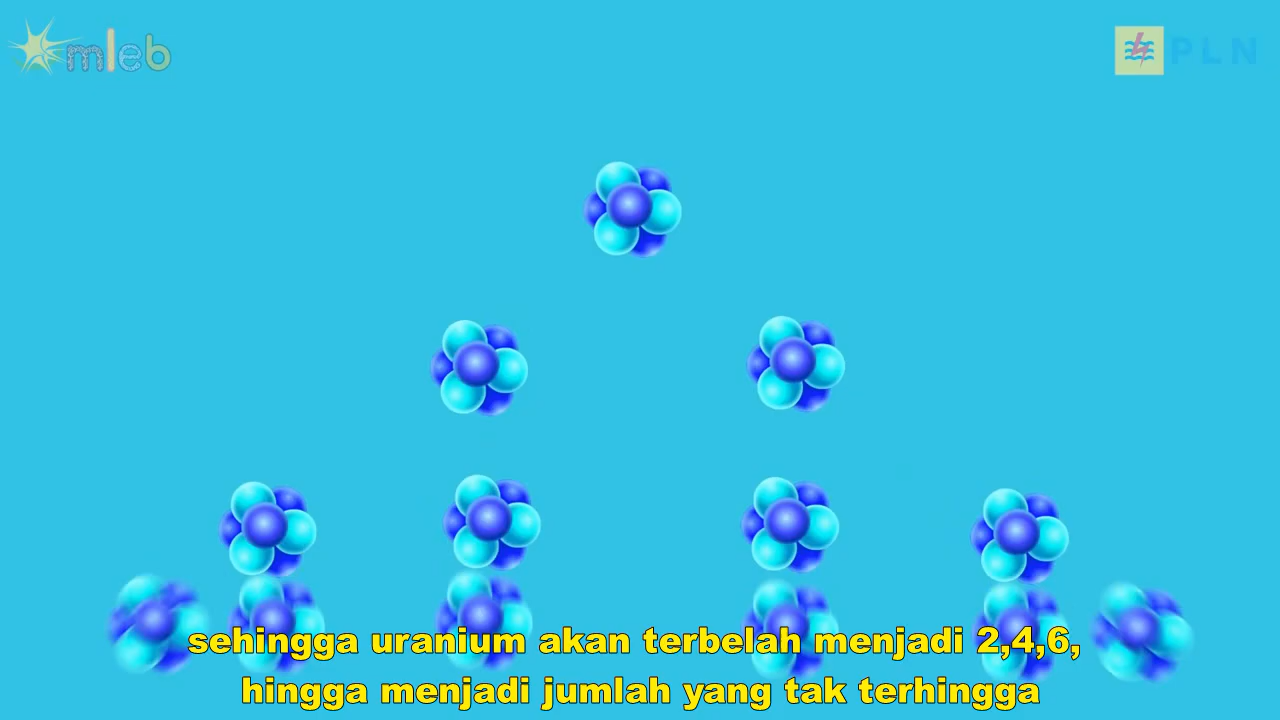 mleb
PLN
sehingga uranium akan terbelah menjadi 2,4,6,
hingga menjadi jumlah yang tak terhingga